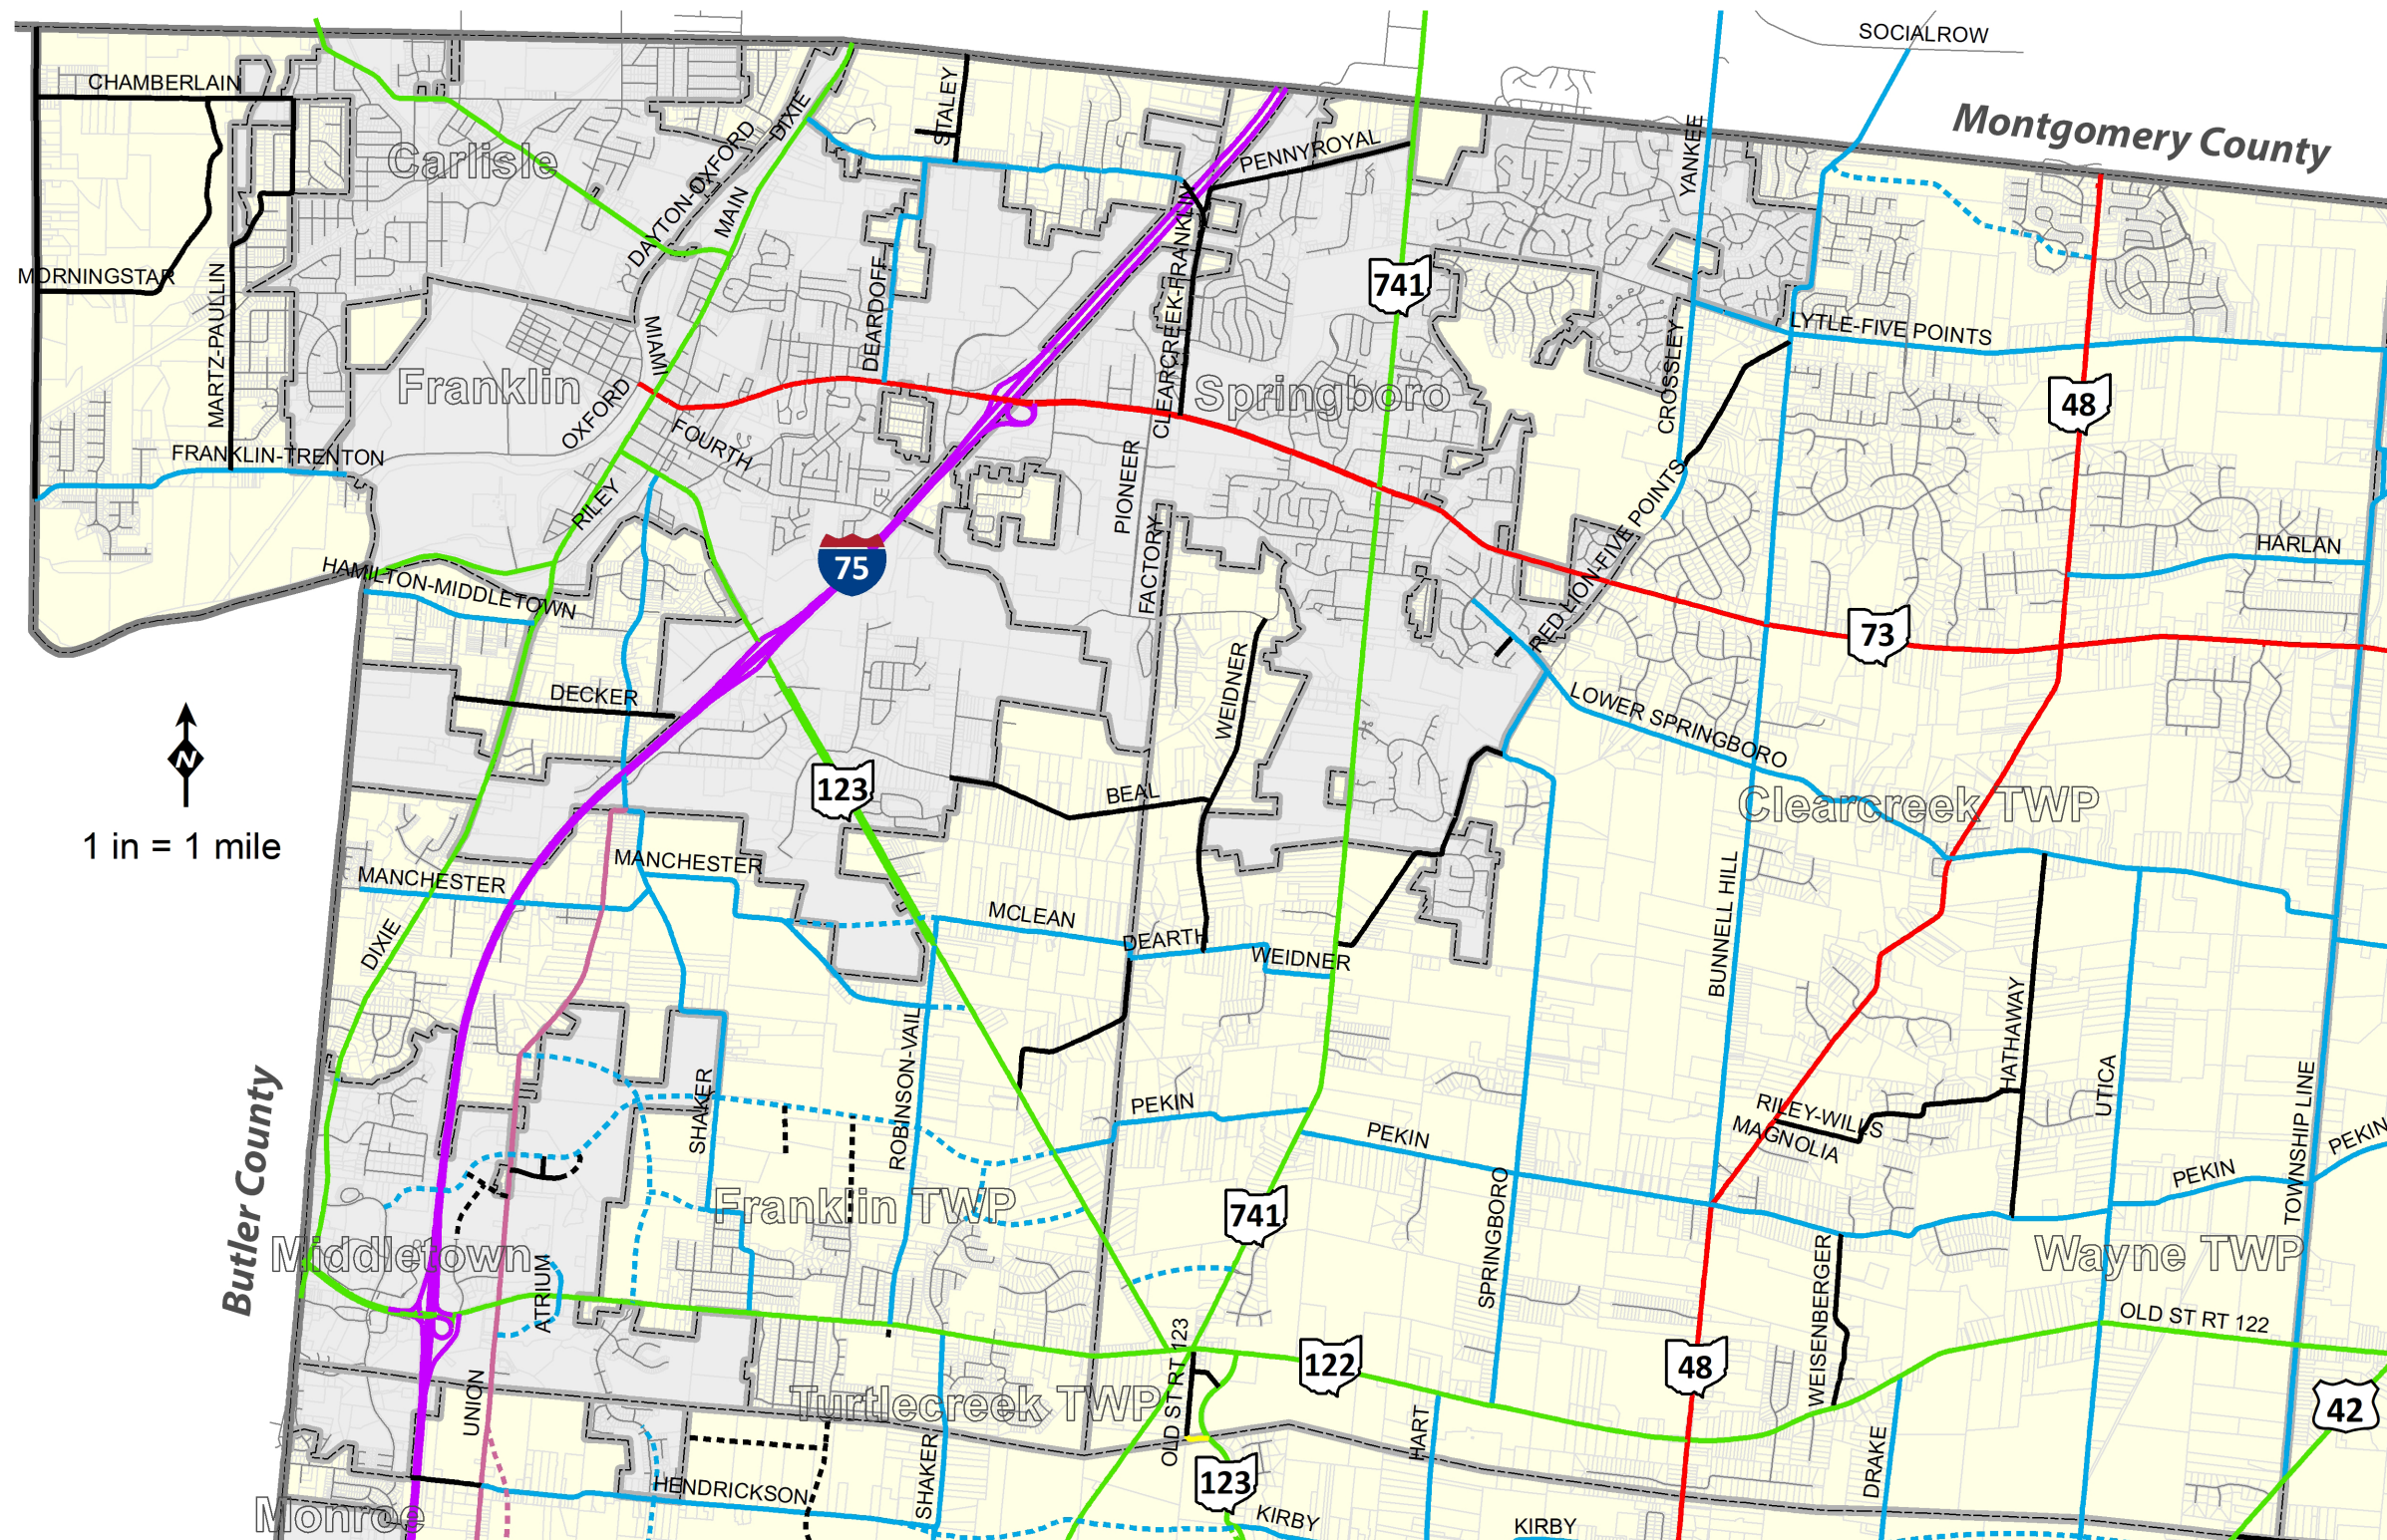 SOCIALROW
CHAMBERLAIN
STALEY
DIXIE
Montgomery County
DAYTON-OXFORD
Carlisle
PENNYROYAL
YANKEE
MAIN
MORNINGSTAR
MARTZ-PAULLIN
DEARDOFF
CLEARCREEK-FRANKLIN
741
LYTLE-FIVE POINTS
MIAMI
CROSSLEY
Franklin
Springboro
48
OXFORD
FOURTH
FRANKLIN-TRENTON
PIONEER
RILEY
RED LION-FIVE POINTS
HARLAN
75
FACTORY
HAMILTON-MIDDLETOWN
73
WEIDNER
DECKER
LOWER SPRINGBORO
N
123
BEAL
Clearcreek TWP
1 in = 1 mile
MANCHESTER
MANCHESTER
BUNNELL HILL
MCLEAN
DIXIE
DEARTH
WEIDNER
HATHAWAY
ROBINSON-VAIL
SHAKER
UTICA
TOWNSHIP LINE
PEKIN
PEKIN
RILEY-WILLS
MAGNOLIA
PEKIN
PEKIN
Butler County
Franklin TWP
741
SPRINGBORO
Middletown
Wayne TWP
ATRIUM
WEISENBERGER
OLD ST RT 122
OLD ST RT 123
122
48
UNION
Turtlecreek TWP
42
HART
DRAKE
SHAKER
123
HENDRICKSON
Monroe
KIRBY
KIRBY